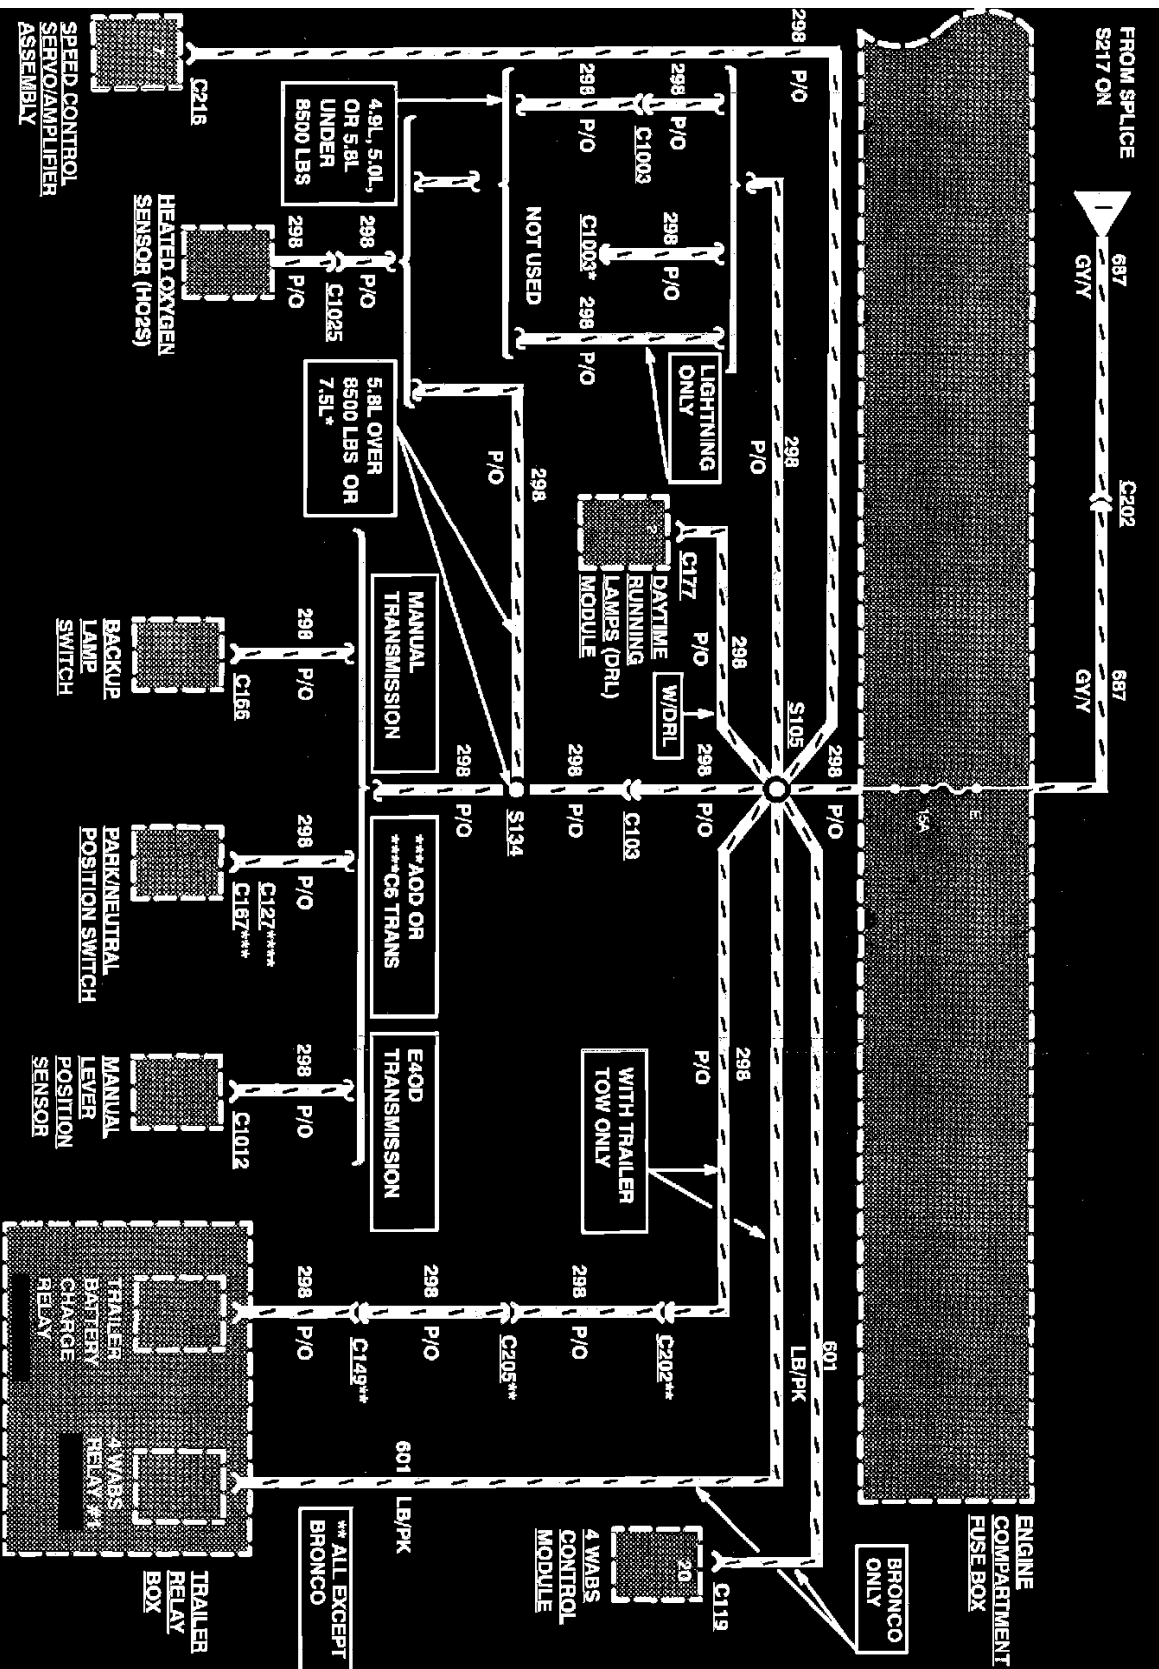 FROM SPLICE
S217 ON
1
687
GY/Y
C202
687
GY/Y
ENGINE
COMPARTMENT
FUSE BOX
E
15A
298
P/O
298
P/O
601
LB/PK
BRONCO
ONLY
S105
298
P/O
298
P/O
C1003
298
P/O
298
P/O
C1003*
298
P/O
NOT USED
LIGHTNING
ONLY
298
P/O
2
C177
DAYTIME
RUNNING
LAMPS (DRL)
MODULE
298
P/O
W/DRL
298
P/O
C103
298
P/O
S134
298
P/O
WITH TRAILER
TOW ONLY
C202**
298
P/O
C205**
298
P/O
C149**
298
P/O
601
LB/PK
C119
20
4 WABS
CONTROL
MODULE
** ALL EXCEPT
BRONCO
298
P/O
298
P/O
4.9L, 5.0L,
OR 5.8L
UNDER
8500 LBS
5.8L OVER
8500 LBS OR
7.5L*
MANUAL
TRANSMISSION
***AOD OR
****C6 TRANS
E4OD
TRANSMISSION
298
P/O
C1025
298
P/O
298
P/O
298
P/O
298
P/O
C216
SPEED CONTROL
SERVO/AMPLIFIER
ASSEMBLY
HEATED OXYGEN
SENSOR (HO2S)
C166
BACKUP
LAMP
SWITCH
C127****
C167***
PARK/NEUTRAL
POSITION SWITCH
C1012
MANUAL
LEVER
POSITION
SENSOR
TRAILER
BATTERY
CHARGE
RELAY
4 WABS
RELAY #1
TRAILER
RELAY
BOX